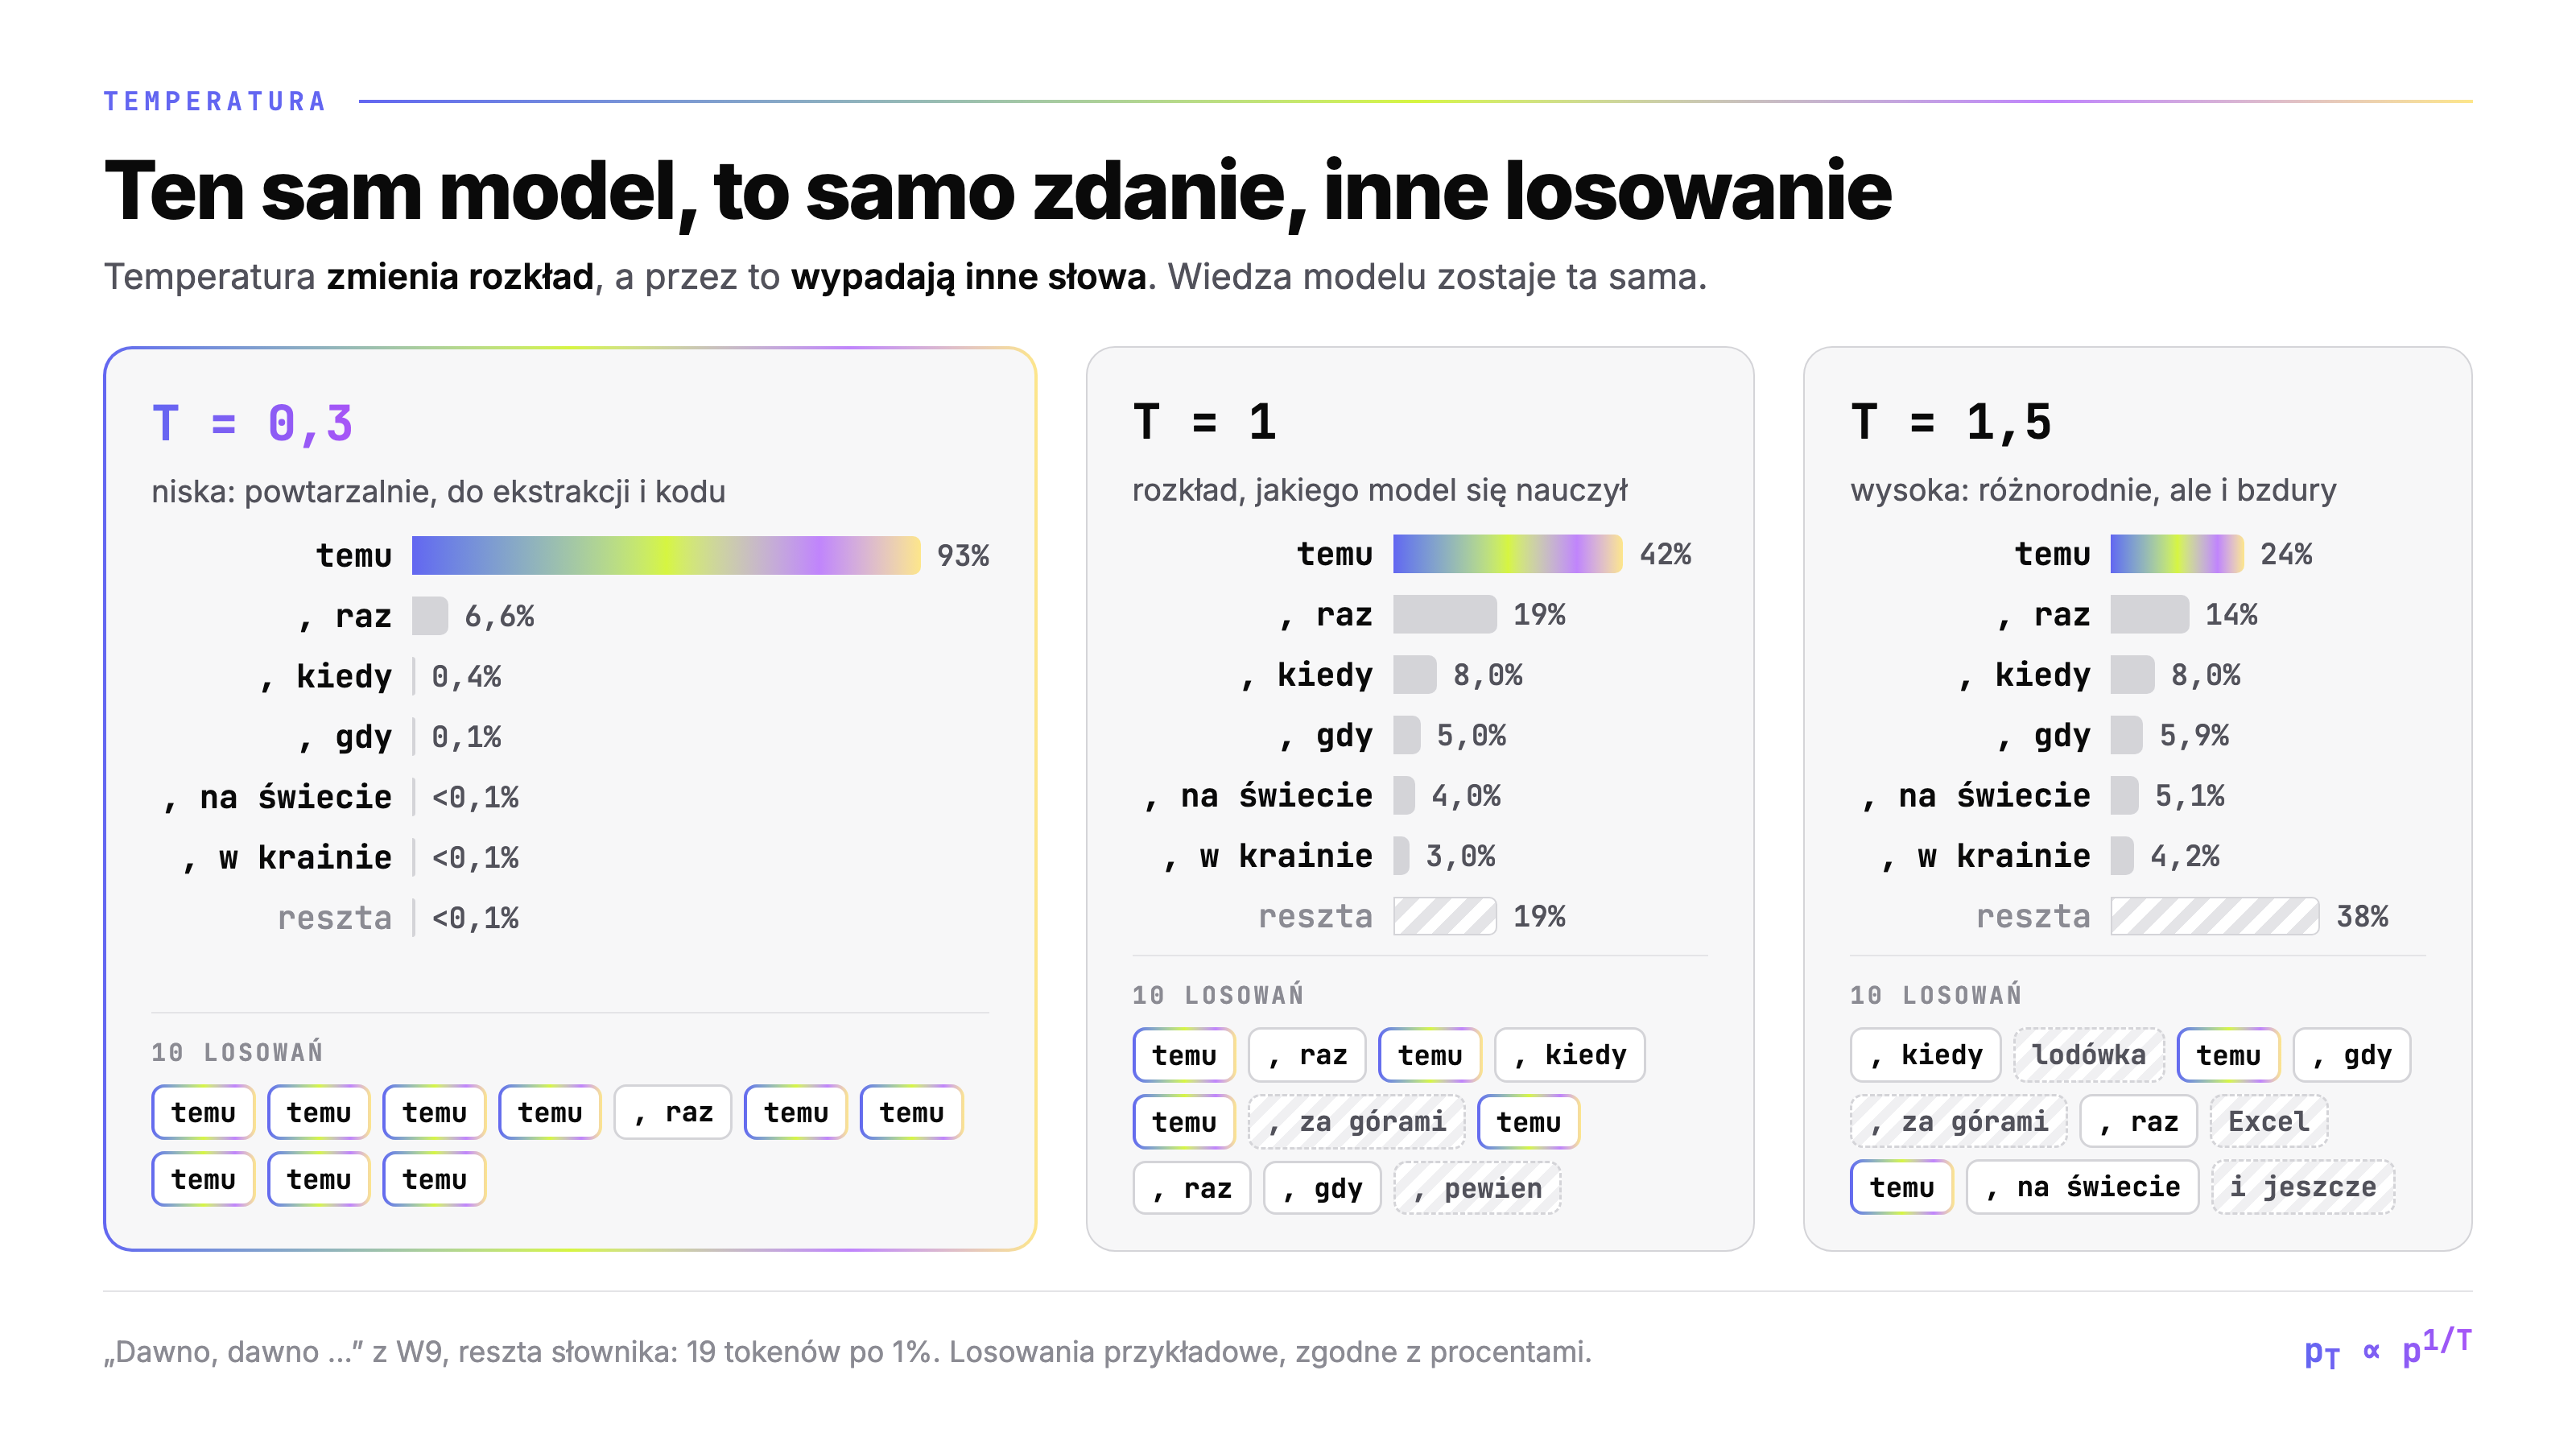 TEMPERATURA
Ten sam model, to samo zdanie, inne losowanie
Temperatura zmienia rozkład, a przez to wypadają inne słowa. Wiedza modelu zostaje ta sama.
T = 0,3
niska: powtarzalnie, do ekstrakcji i kodu
temu 93%
, raz 6,6%
, kiedy 0,4%
, gdy 0,1%
, na świecie <0,1%
, w krainie <0,1%
reszta <0,1%
10 LOSOWAŃ
temu temu temu temu , raz temu temu
temu temu temu
T = 1
rozkład, jakiego model się nauczył
temu 42%
, raz 19%
, kiedy 8,0%
, gdy 5,0%
, na świecie 4,0%
, w krainie 3,0%
reszta 19%
10 LOSOWAŃ
temu , raz temu , kiedy
temu , za górami temu
, raz , gdy , pewien
T = 1,5
wysoka: różnorodnie, ale i bzdury
temu 24%
, raz 14%
, kiedy 8,0%
, gdy 5,9%
, na świecie 5,1%
, w krainie 4,2%
reszta 38%
10 LOSOWAŃ
, kiedy lodówka temu , gdy
, za górami , raz Excel
temu , na świecie i jeszcze
„Dawno, dawno …” z W9, reszta słownika: 19 tokenów po 1%. Losowania przykładowe, zgodne z procentami.
p_T ∝ p^1/T